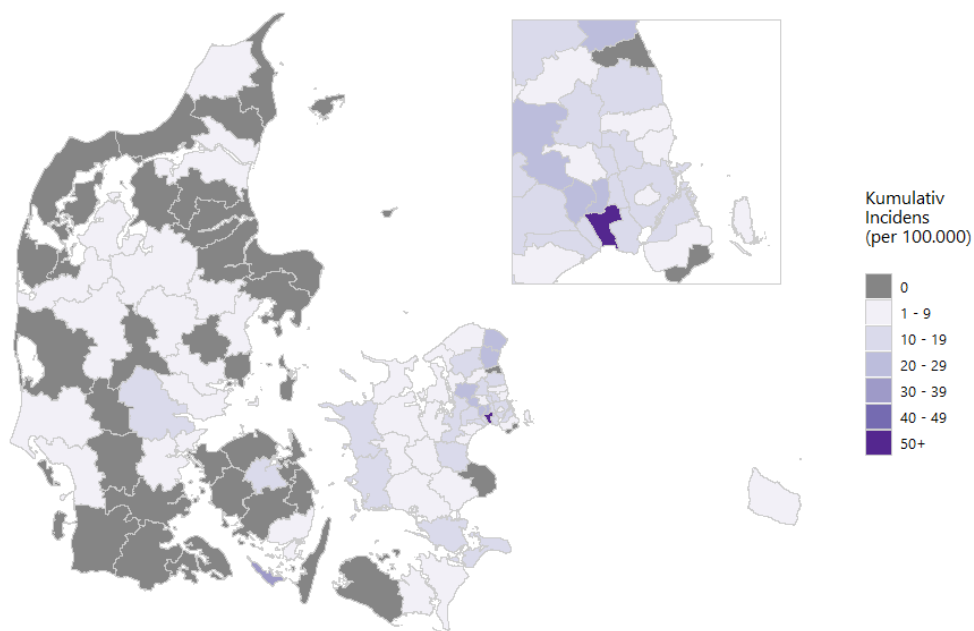 Kumulativ
Incidens
(per 100.000)
0
1 - 9
10 - 19
20 - 29
30 - 39
40 - 49
50+